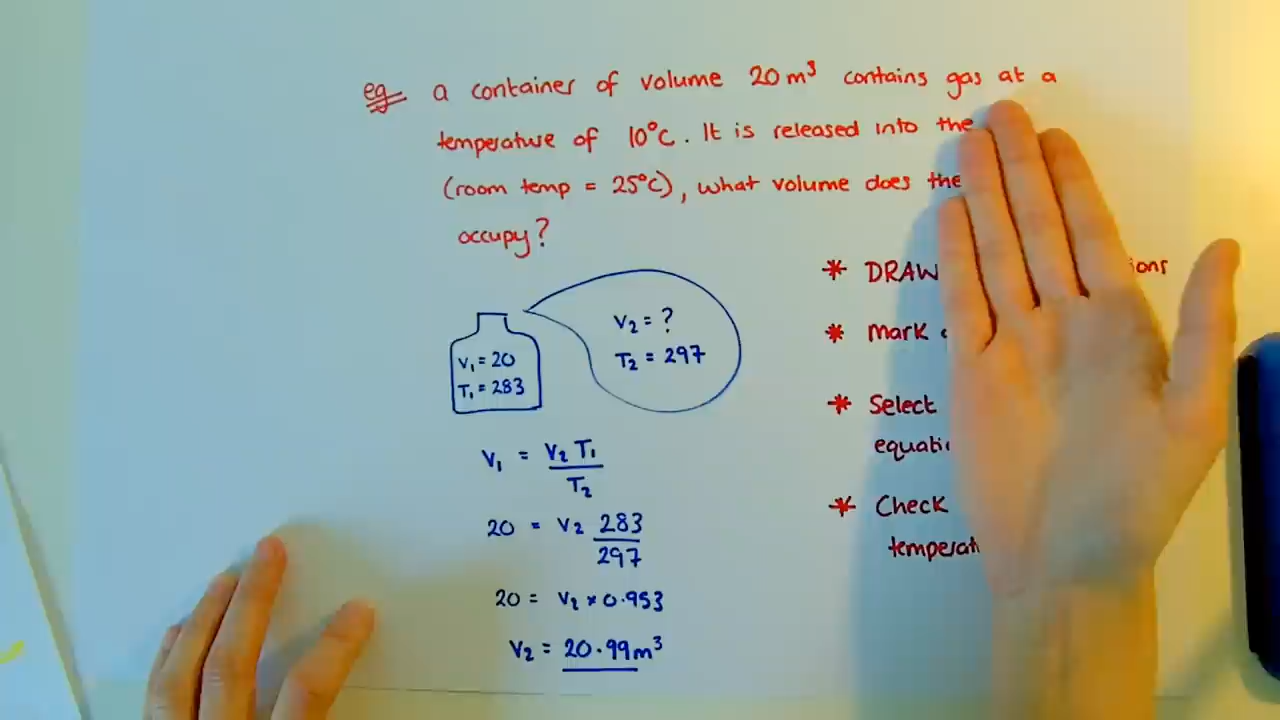 eg a container of volume 20 m³ contains gas at a
temperature of 10°C. It is released into the
(room temp = 25°C), what volume does the
occupy?
* DRAW
* mark
* Select
* Check
V₂ = ?
T₂ = 297
V₁ = 20
T₁ = 283
V₁ = V₂ T₁ / T₂
20 = V₂ 283 / 297
20 = V₂ × 0.953
V₂ = 20.99 m³